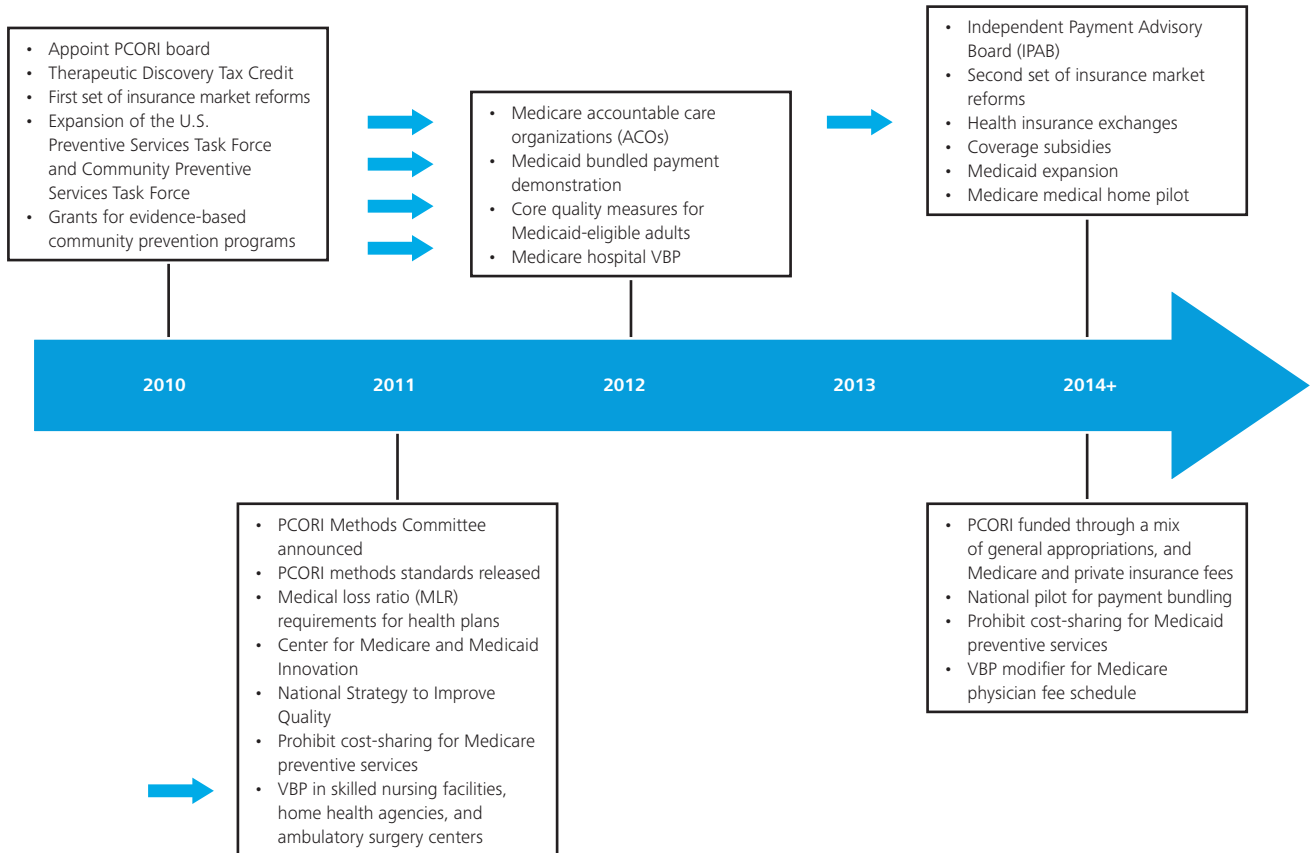 • Appoint PCORI board
• Therapeutic Discovery Tax Credit
• First set of insurance market reforms
• Expansion of the U.S.
Preventive Services Task Force
and Community Preventive
Services Task Force
• Grants for evidence-based
community prevention programs
• Medicare accountable care
organizations (ACOs)
• Medicaid bundled payment
demonstration
• Core quality measures for
Medicaid-eligible adults
• Medicare hospital VBP
• Independent Payment Advisory
Board (IPAB)
• Second set of insurance market
reforms
• Health insurance exchanges
• Coverage subsidies
• Medicaid expansion
• Medicare medical home pilot
2010 2011 2012 2013 2014+
• PCORI Methods Committee
announced
• PCORI methods standards released
• Medical loss ratio (MLR)
requirements for health plans
• Center for Medicare and Medicaid
Innovation
• National Strategy to Improve
Quality
• Prohibit cost-sharing for Medicare
preventive services
• VBP in skilled nursing facilities,
home health agencies, and
ambulatory surgery centers
• PCORI funded through a mix
of general appropriations, and
Medicare and private insurance fees
• National pilot for payment bundling
• Prohibit cost-sharing for Medicaid
preventive services
• VBP modifier for Medicare
physician fee schedule